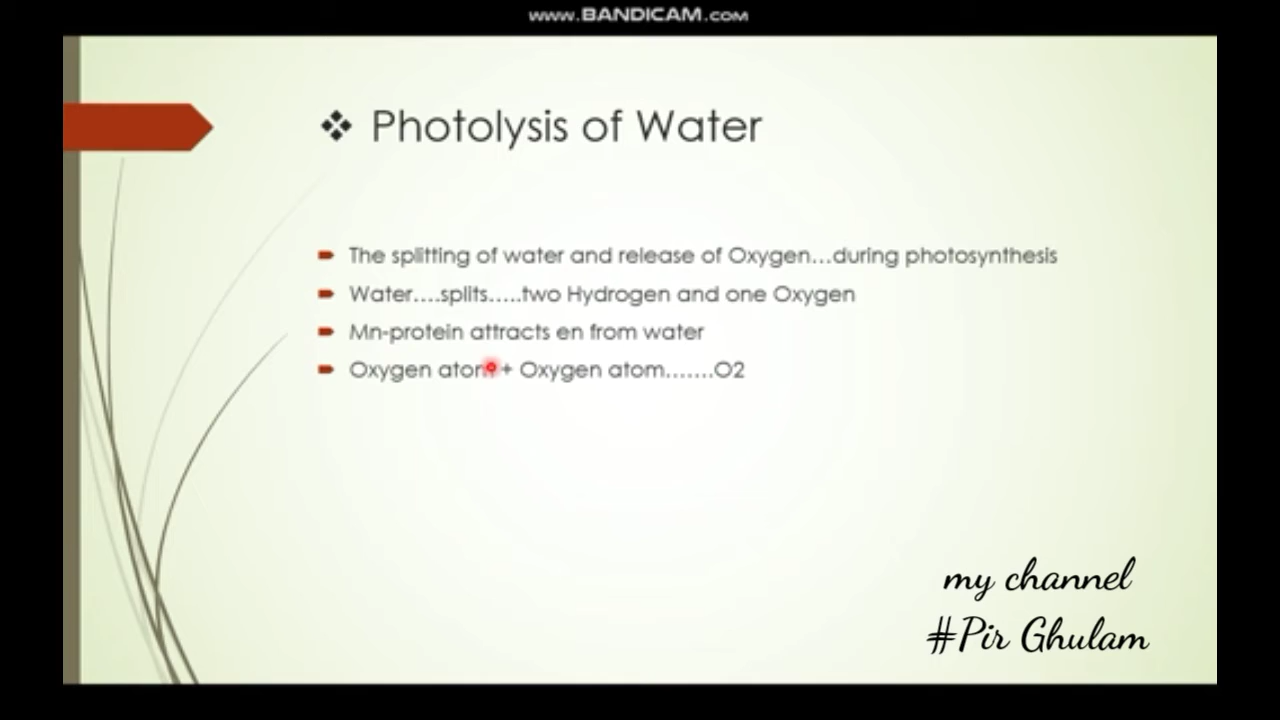 www.BANDICAM.com
❖ Photolysis of Water
The splitting of water and release of Oxygen...during photosynthesis
Water....splits.....two Hydrogen and one Oxygen
Mn-protein attracts en from water
Oxygen atom + Oxygen atom.......O2
my channel
#Pir Ghulam